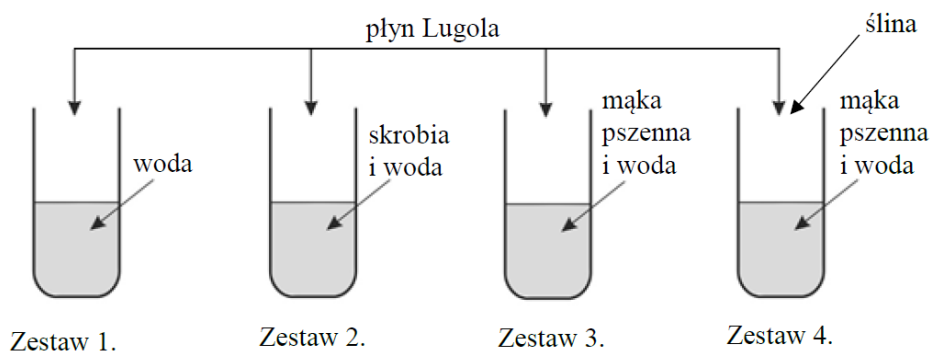 płyn Lugola
ślina
woda
skrobia
i woda
mąka
pszenna
i woda
mąka
pszenna
i woda
Zestaw 1.
Zestaw 2.
Zestaw 3.
Zestaw 4.